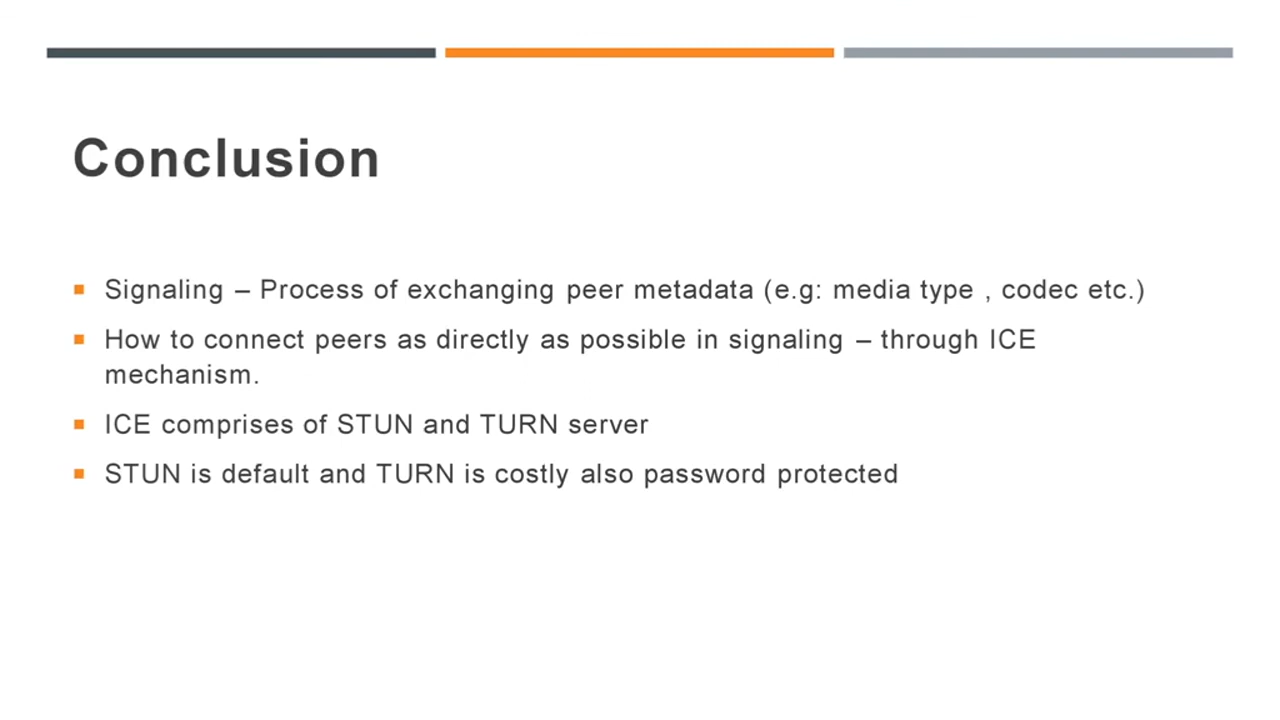 Conclusion
Signaling – Process of exchanging peer metadata (e.g: media type , codec etc.)
How to connect peers as directly as possible in signaling – through ICE
mechanism.
ICE comprises of STUN and TURN server
STUN is default and TURN is costly also password protected